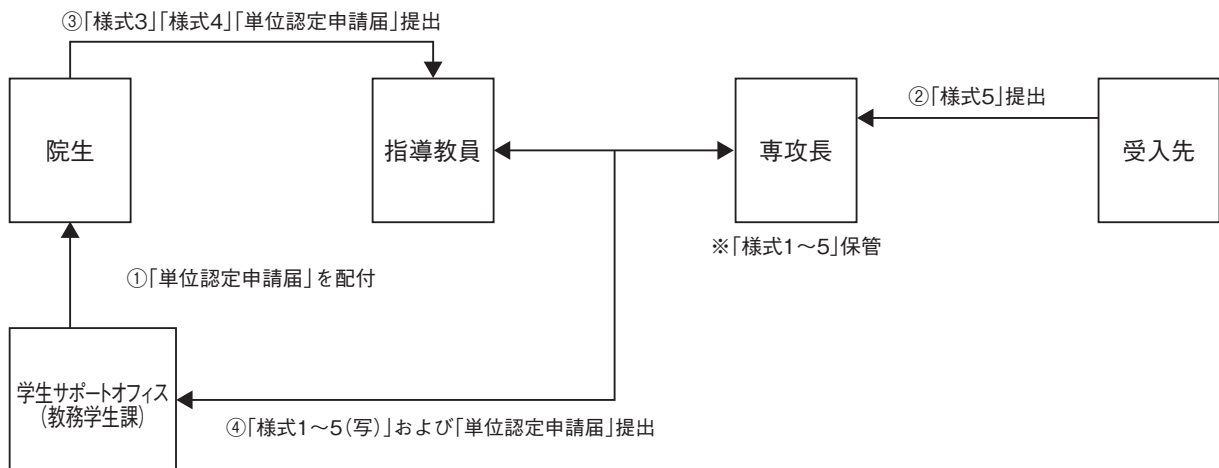 ③「様式3」「様式4」「単位認定申請届」提出
院生
指導教員
専攻長
②「様式5」提出
受入先
※「様式1～5」保管
①「単位認定申請届」を配付
学生サポートオフィス
(教務学生課)
④「様式1～5(写)」および「単位認定申請届」提出